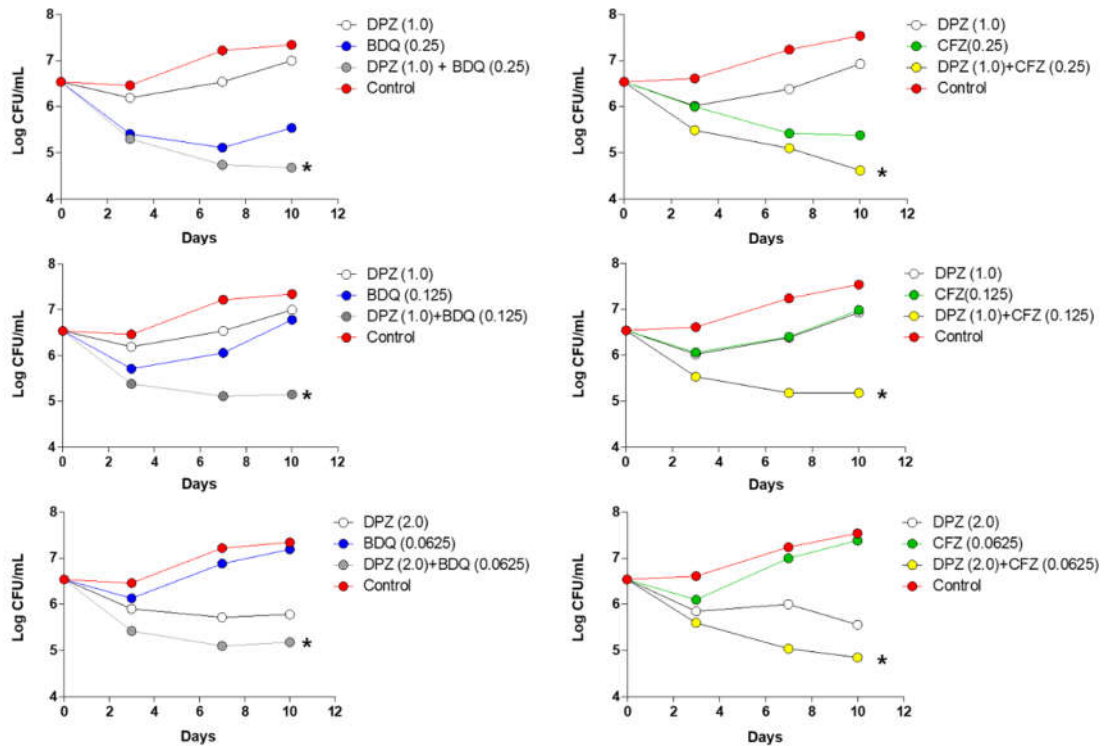 8
7
6
5
4
Log CFU/mL
0 2 4 6 8 10 12
Days
DPZ (1.0)
BDQ (0.25)
DPZ (1.0) + BDQ (0.25)
Control
*
8
7
6
5
4
Log CFU/mL
0 2 4 6 8 10 12
Days
DPZ (1.0)
CFZ(0.25)
DPZ (1.0)+CFZ (0.25)
Control
*
8
7
6
5
4
Log CFU/mL
0 2 4 6 8 10 12
Days
DPZ (1.0)
BDQ (0.125)
DPZ (1.0)+BDQ (0.125)
Control
*
8
7
6
5
4
Log CFU/mL
0 2 4 6 8 10 12
Days
DPZ (1.0)
CFZ(0.125)
DPZ (1.0)+CFZ (0.125)
Control
*
8
7
6
5
4
Log CFU/mL
0 2 4 6 8 10 12
Days
DPZ (2.0)
BDQ (0.0625)
DPZ (2.0)+BDQ (0.0625)
Control
*
8
7
6
5
4
Log CFU/mL
0 2 4 6 8 10 12
Days
DPZ (2.0)
CFZ (0.0625)
DPZ (2.0)+CFZ (0.0625)
Control
*